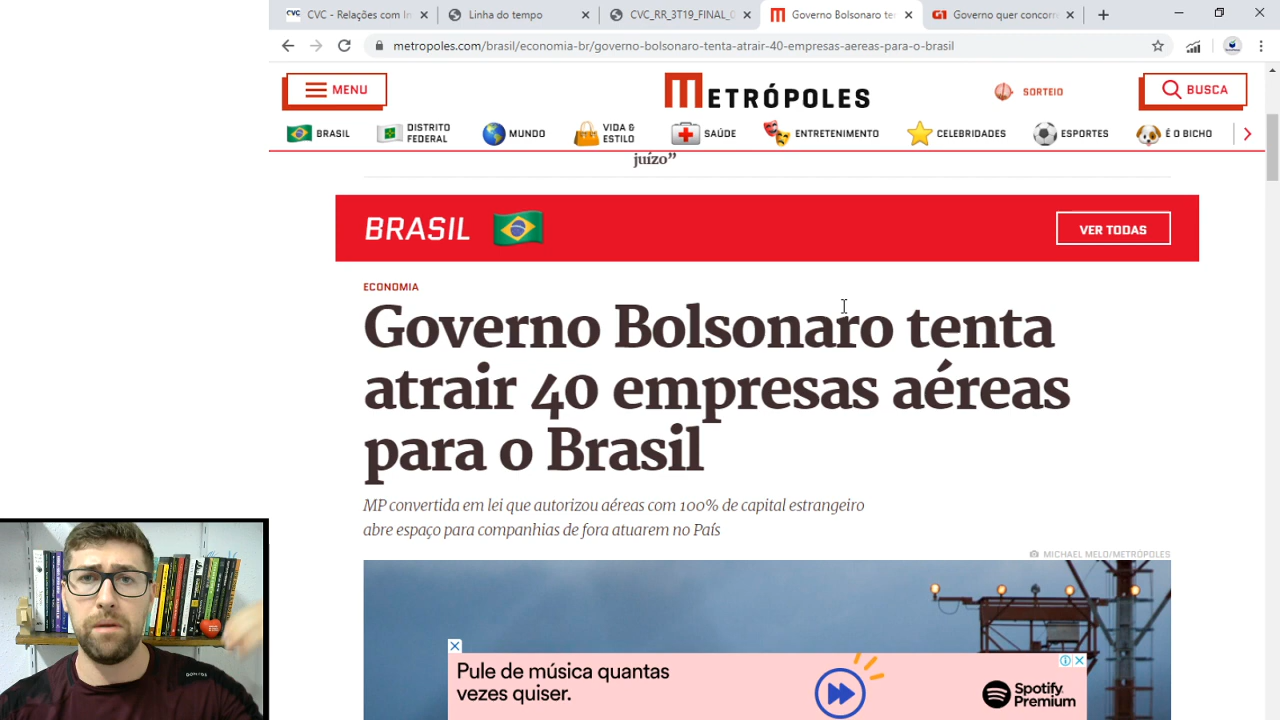 CVC - Relações com In
Linha do tempo
CVC_RR_3T19_FINAL_0
Governo Bolsonaro te
Governo quer concorr
metropoles.com/brasil/economia-br/governo-bolsonaro-tenta-atrair-40-empresas-aereas-para-o-brasil
MENU
METRÓPOLES
SORTEIO
BUSCA
BRASIL
DISTRITO FEDERAL
MUNDO
VIDA & ESTILO
SAÚDE
ENTRETENIMENTO
CELEBRIDADES
ESPORTES
É O BICHO
juízo”
BRASIL
VER TODAS
ECONOMIA
Governo Bolsonaro tenta
atrair 40 empresas aéreas
para o Brasil
MP convertida em lei que autorizou aéreas com 100% de capital estrangeiro
abre espaço para companhias de fora atuarem no País
MICHAEL MELO/METRÓPOLES
Pule de música quantas
vezes quiser.
Spotify
Premium